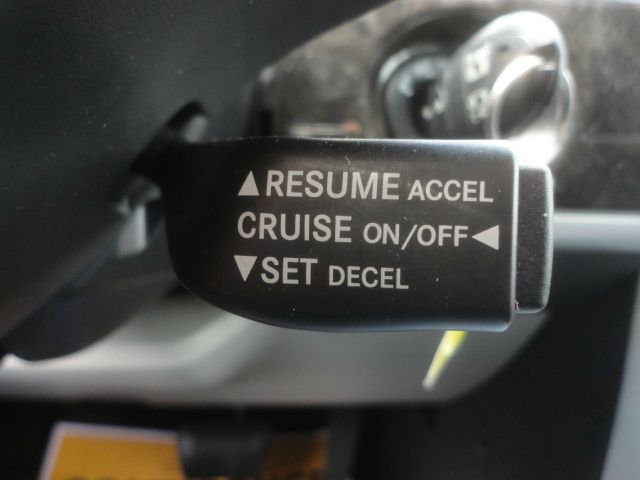 ▲RESUME ACCEL
CRUISE ON/OFF◄
▼SET DECEL